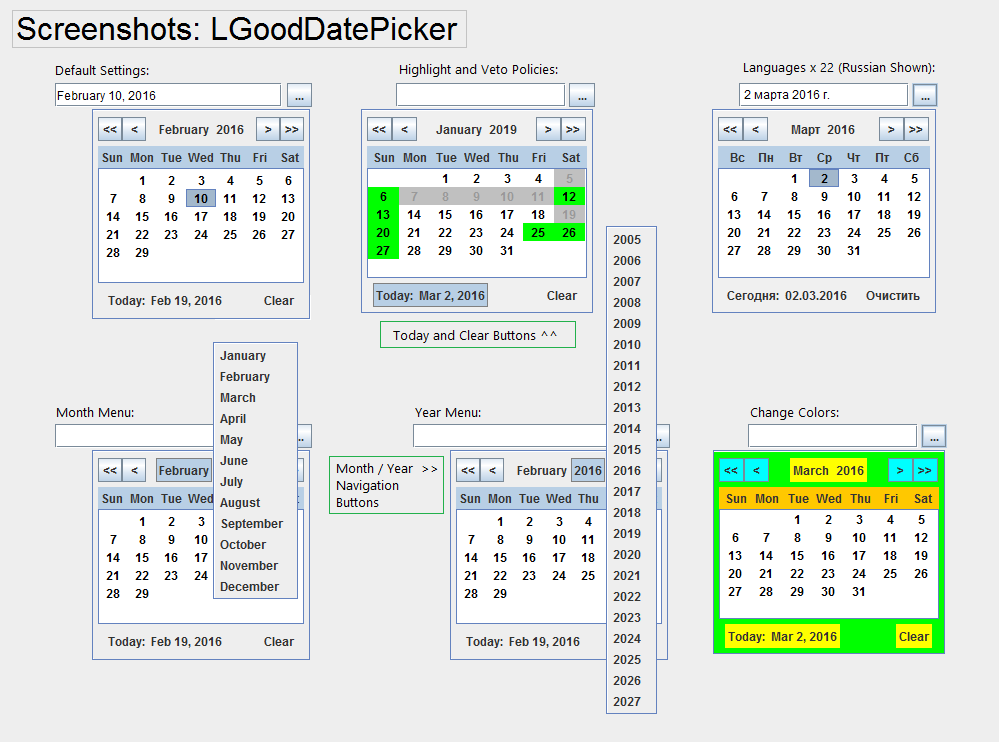 Screenshots: LGoodDatePicker
Default Settings:
February 10, 2016 ...
<< < February 2016 > >>
Sun Mon Tue Wed Thu Fri Sat
1 2 3 4 5 6
7 8 9 10 11 12 13
14 15 16 17 18 19 20
21 22 23 24 25 26 27
28 29
Today: Feb 19, 2016 Clear
Highlight and Veto Policies:
...
<< < January 2019 > >>
Sun Mon Tue Wed Thu Fri Sat
1 2 3 4 5
6 7 8 9 10 11 12
13 14 15 16 17 18 19
20 21 22 23 24 25 26
27 28 29 30 31
Today: Mar 2, 2016 Clear
Today and Clear Buttons ^ ^
Languages x 22 (Russian Shown):
2 марта 2016 г. ...
<< < Март 2016 > >>
Вс Пн Вт Ср Чт Пт Сб
1 2 3 4 5
6 7 8 9 10 11 12
13 14 15 16 17 18 19
20 21 22 23 24 25 26
27 28 29 30 31
Сегодня: 02.03.2016 Очистить
Month Menu:
..
<< < February
Sun Mon Tue Wed
1 2 3
7 8 9 10
14 15 16 17
21 22 23 24
28 29
Today: Feb 19, 2016 Clear
January
February
March
April
May
June
July
August
September
October
November
December
Month / Year >>
Navigation
Buttons
Year Menu:
..
<< < February 2016
Sun Mon Tue Wed Thu
1 2 3 4
7 8 9 10 11
14 15 16 17 18
21 22 23 24 25
28 29
Today: Feb 19, 2016
2005
2006
2007
2008
2009
2010
2011
2012
2013
2014
2015
2016
2017
2018
2019
2020
2021
2022
2023
2024
2025
2026
2027
Change Colors:
...
<< < March 2016 > >>
Sun Mon Tue Wed Thu Fri Sat
1 2 3 4 5
6 7 8 9 10 11 12
13 14 15 16 17 18 19
20 21 22 23 24 25 26
27 28 29 30 31
Today: Mar 2, 2016 Clear